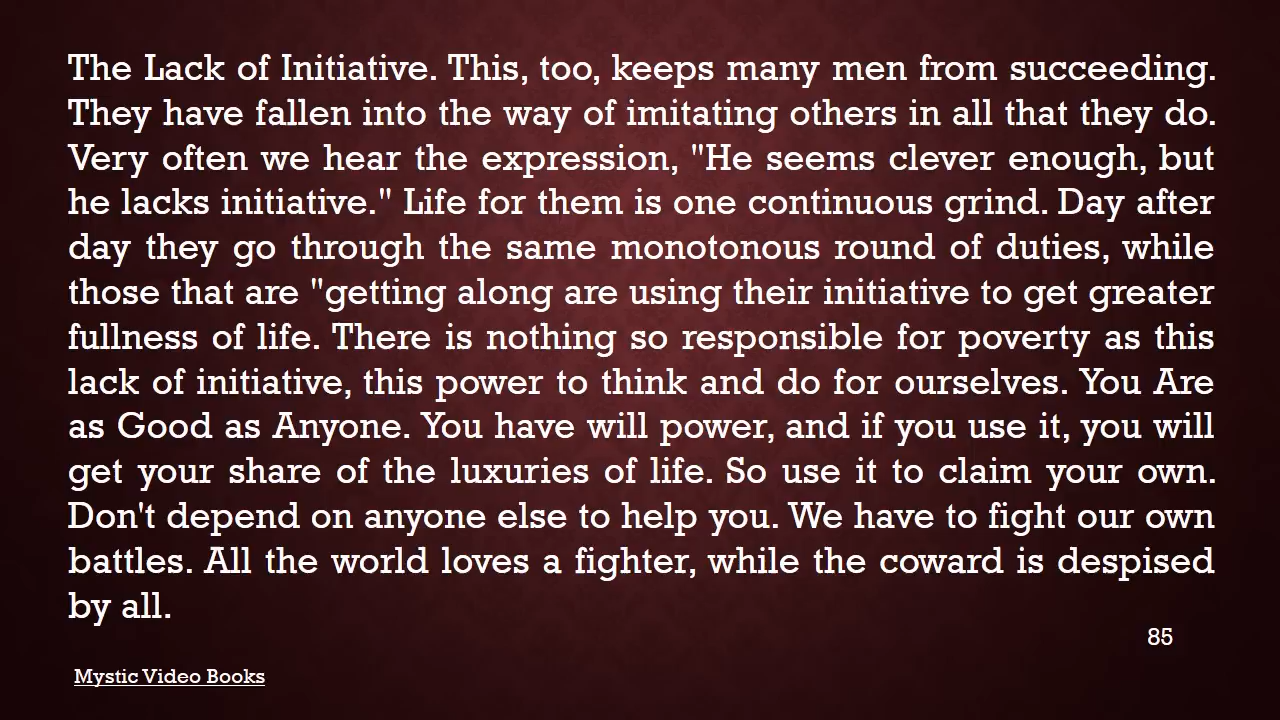 The Lack of Initiative. This, too, keeps many men from succeeding.
They have fallen into the way of imitating others in all that they do.
Very often we hear the expression, "He seems clever enough, but
he lacks initiative." Life for them is one continuous grind. Day after
day they go through the same monotonous round of duties, while
those that are "getting along are using their initiative to get greater
fullness of life. There is nothing so responsible for poverty as this
lack of initiative, this power to think and do for ourselves. You Are
as Good as Anyone. You have will power, and if you use it, you will
get your share of the luxuries of life. So use it to claim your own.
Don't depend on anyone else to help you. We have to fight our own
battles. All the world loves a fighter, while the coward is despised
by all.
85
Mystic Video Books